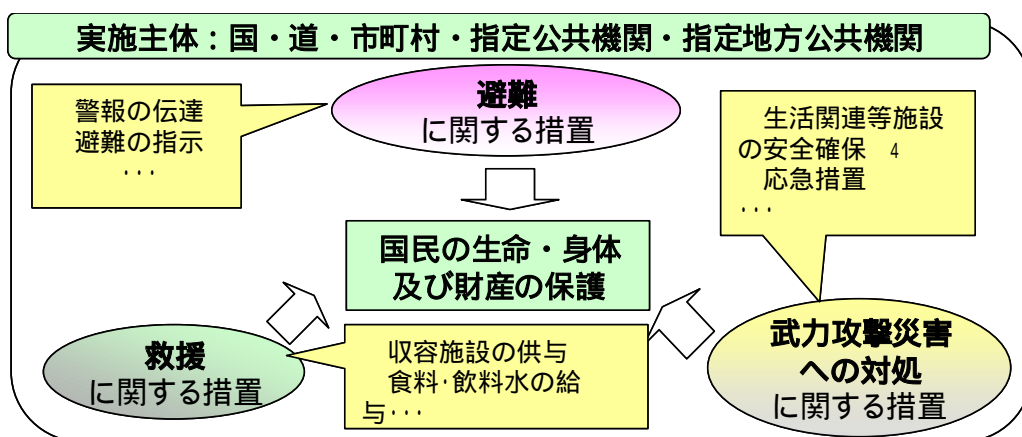 実施主体：国・道・市町村・指定公共機関・指定地方公共機関
避難
に関する措置
警報の伝達
避難の指示
・・・
生活関連等施設
の安全確保 4
応急措置
・・・
国民の生命・身体
及び財産の保護
救援
に関する措置
収容施設の供与
食料・飲料水の給
与・・・
武力攻撃災害
への対処
に関する措置